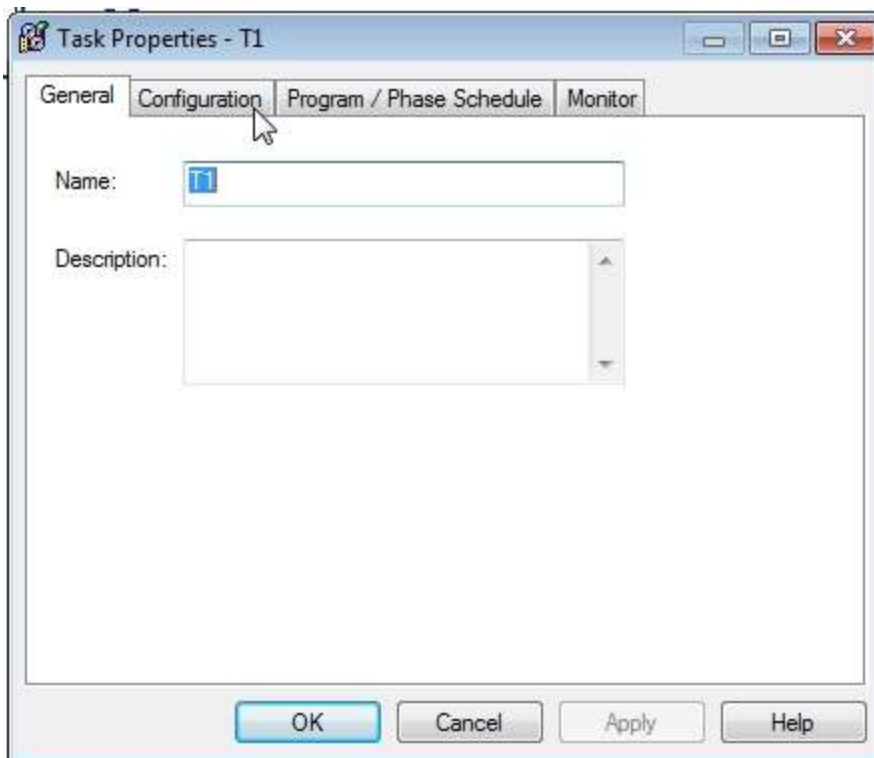 Task Properties - T1
General Configuration Program / Phase Schedule Monitor
Name: T1
Description:
OK Cancel Apply Help